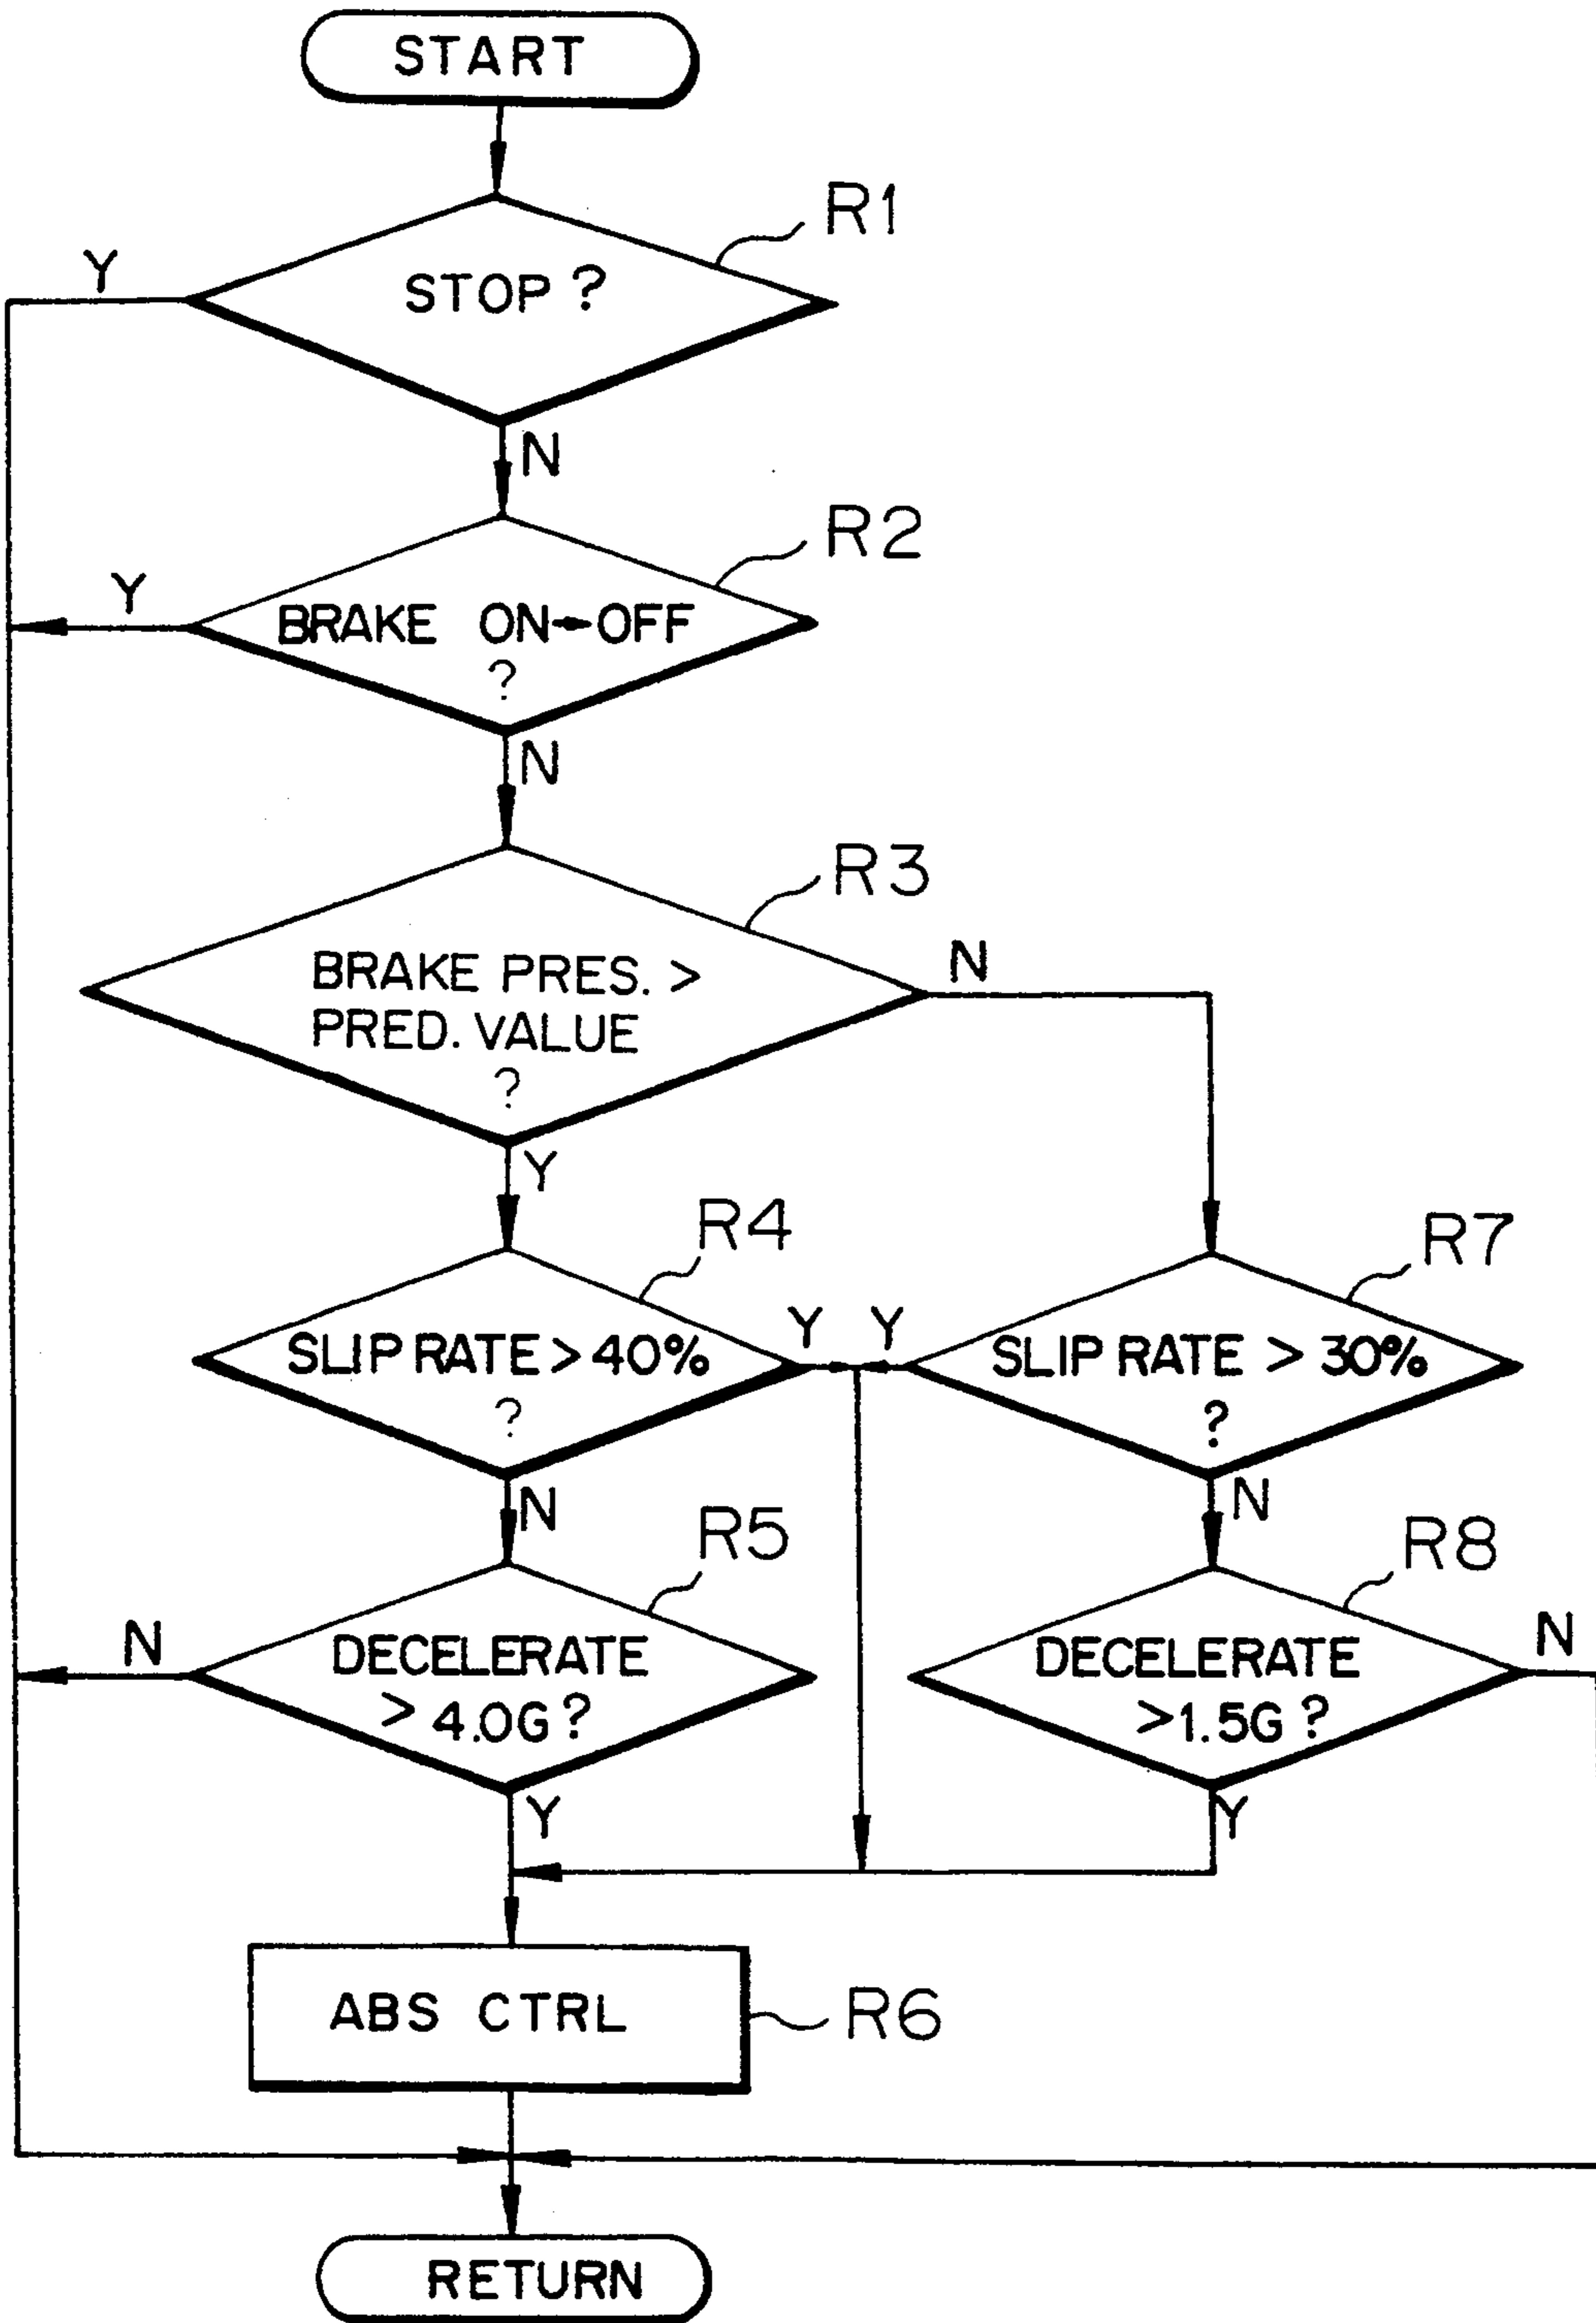 START
R1
Y
STOP ?
N
R2
Y
BRAKE ON→OFF
?
N
R3
N
BRAKE PRES. >
PRED. VALUE
?
Y
R4
R7
Y
Y
SLIP RATE > 40%
?
SLIP RATE > 30%
?
N
N
R5
R8
N
N
DECELERATE
> 4.0G ?
DECELERATE
>1.5G ?
Y
Y
ABS CTRL
R6
RETURN